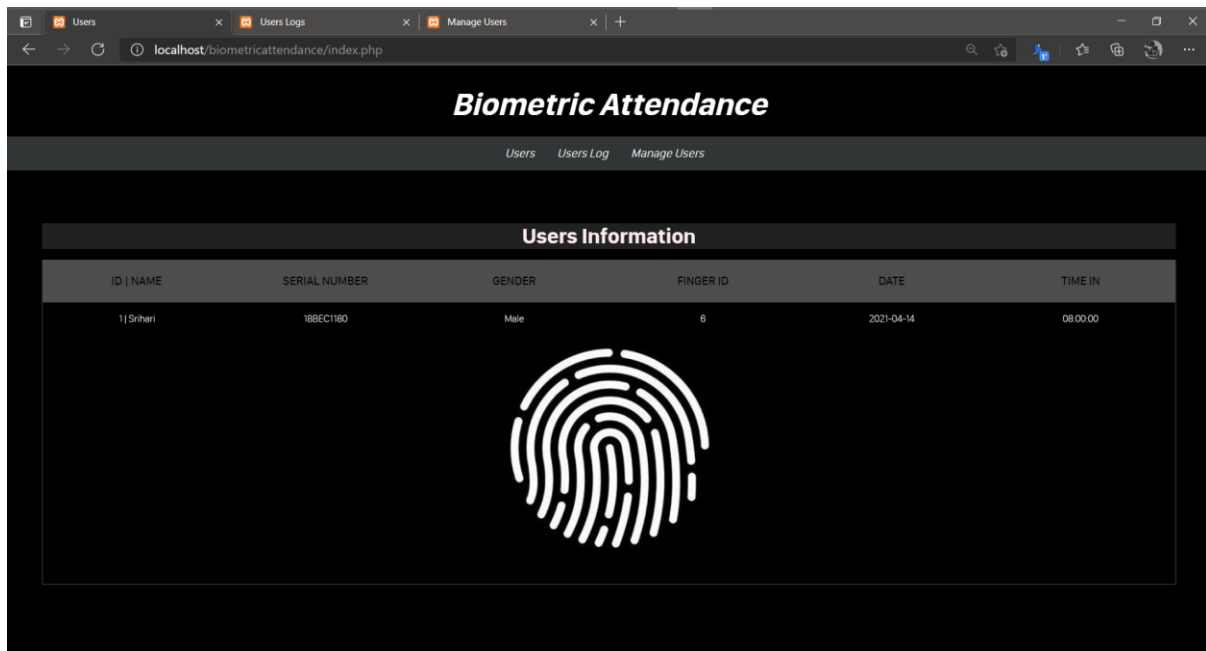 Users Users Logs Manage Users
localhost/biometricattendance/index.php
Biometric Attendance
Users Users Log Manage Users
Users Information
ID | NAME SERIAL NUMBER GENDER FINGER ID DATE TIME IN
1 | Srihari 18BEC1180 Male 6 2021-04-14 08:00:00